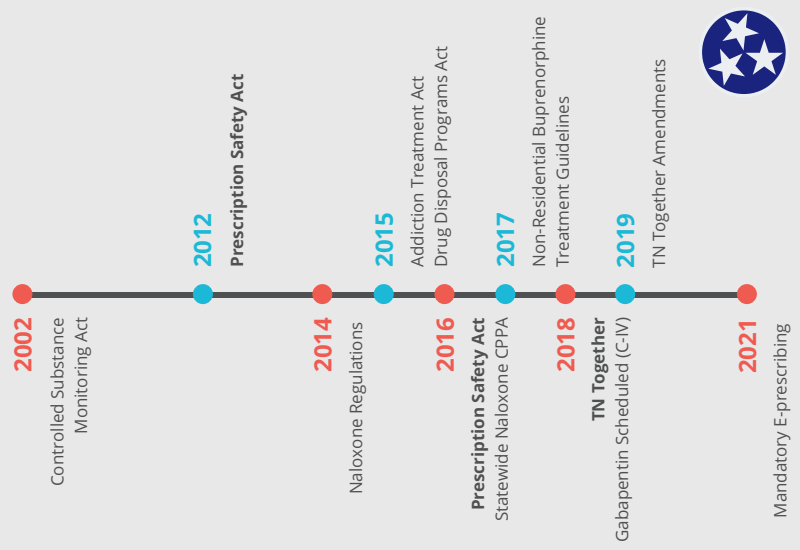 2002
Controlled Substance
Monitoring Act
2012
Prescription Safety Act
2014
Naloxone Regulations
2015
Addiction Treatment Act
Drug Disposal Programs Act
2016
Prescription Safety Act
Statewide Naloxone CPPA
2017
Non-Residential Buprenorphine
Treatment Guidelines
2018
TN Together
Gabapentin Scheduled (C-IV)
2019
TN Together Amendments
2021
Mandatory E-prescribing